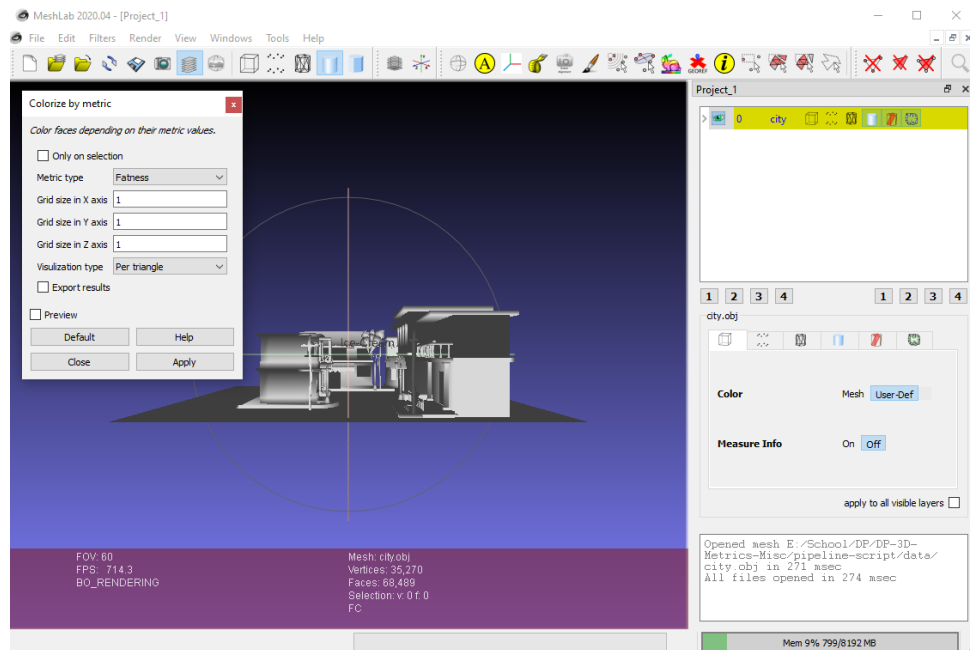 MeshLab 2020.04 - [Project_1]
File Edit Filters Render View Windows Tools Help
A
GEOREF
i
Colorize by metric
x
Color faces depending on their metric values.
Only on selection
Metric type Fatness
Grid size in X axis 1
Grid size in Y axis 1
Grid size in Z axis 1
Visulization type Per triangle
Export results
Preview
Default Help
Close Apply
Ice-Cream
FOV: 60
FPS: 714.3
BO_RENDERING
Mesh: city.obj
Vertices: 35,270
Faces: 68,489
Selection: v: 0 f: 0
FC
Project_1
0 city
1 2 3 4 1 2 3 4
city.obj
Color Mesh User-Def
Measure Info On Off
apply to all visible layers
Opened mesh E:/School/DP/DP-3D-
Metrics-Misc/pipeline-script/data/
city.obj in 271 msec
All files opened in 274 msec
Mem 9% 799/8192 MB